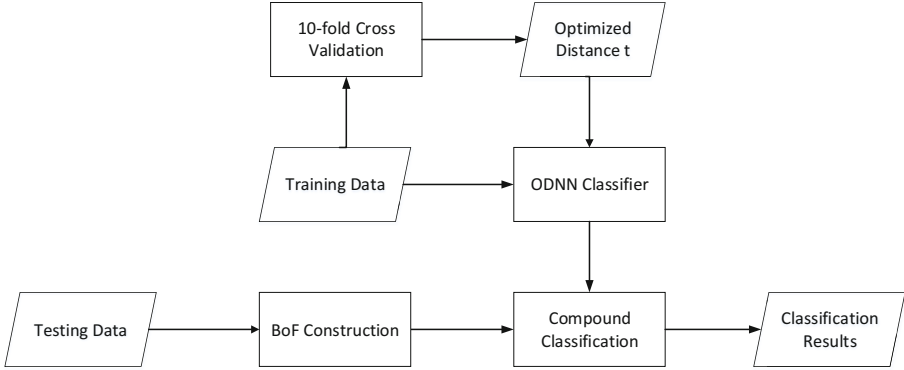 10-fold Cross
Validation
Optimized
Distance t
Training Data
ODNN Classifier
Testing Data
BoF Construction
Compound
Classification
Classification
Results